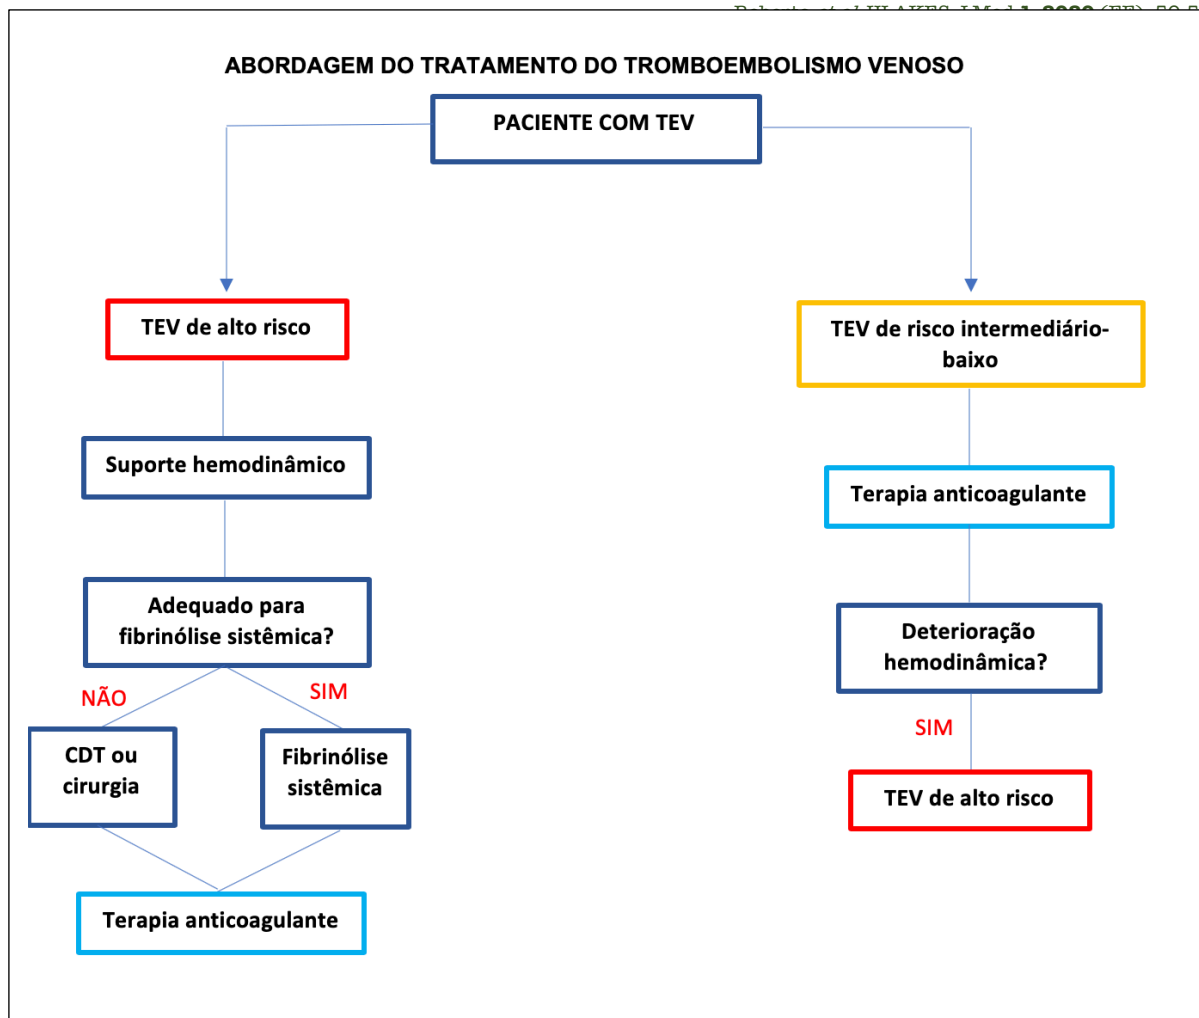 ABORDAGEM DO TRATAMENTO DO TROMBOEMBOLISMO VENOSO
PACIENTE COM TEV
TEV de alto risco
Suporte hemodinâmico
Adequado para
fibrinólise sistêmica?
NÃO
SIM
CDT ou
cirurgia
Fibrinólise
sistêmica
Terapia anticoagulante
TEV de risco intermediário-
baixo
Terapia anticoagulante
Deterioração
hemodinâmica?
SIM
TEV de alto risco